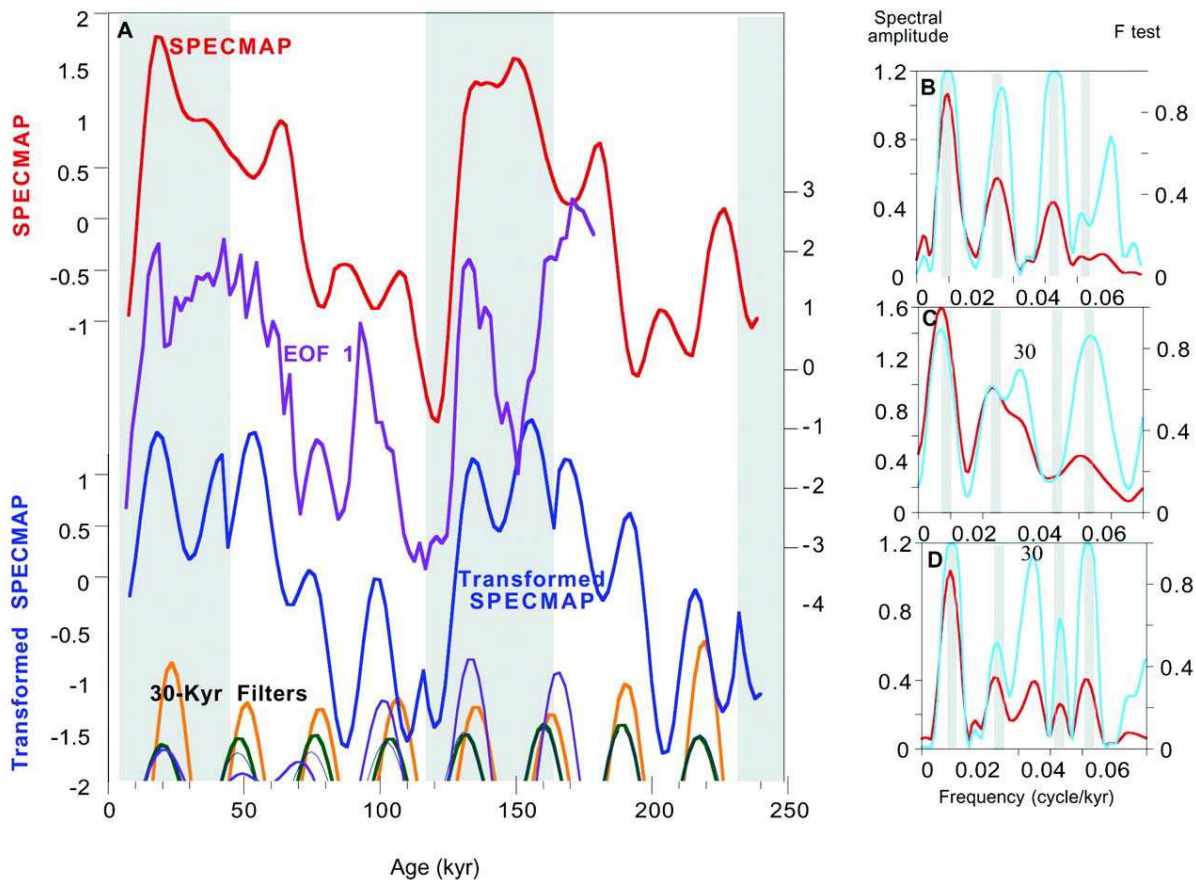 A
SPECMAP
SPECMAP
2
1.5
1
0.5
0
-0.5
-1
EOF 1
3
2
1
0
-1
-2
-3
-4
Transformed SPECMAP
1
0.5
0
-0.5
-1
-1.5
-2
Transformed
SPECMAP
30-Kyr Filters
0
50
100
150
200
250
Age (kyr)
Spectral
amplitude
F test
B
1.2
0.8
0.4
0
0.8
0.4
0
0 0.02 0.04 0.06
C
30
1.6
1.2
0.8
0.4
0
0.8
0.4
0
0 0.02 0.04 0.06
D
30
1.2
0.8
0.4
0
0.8
0.4
0
0 0.02 0.04 0.06
Frequency (cycle/kyr)